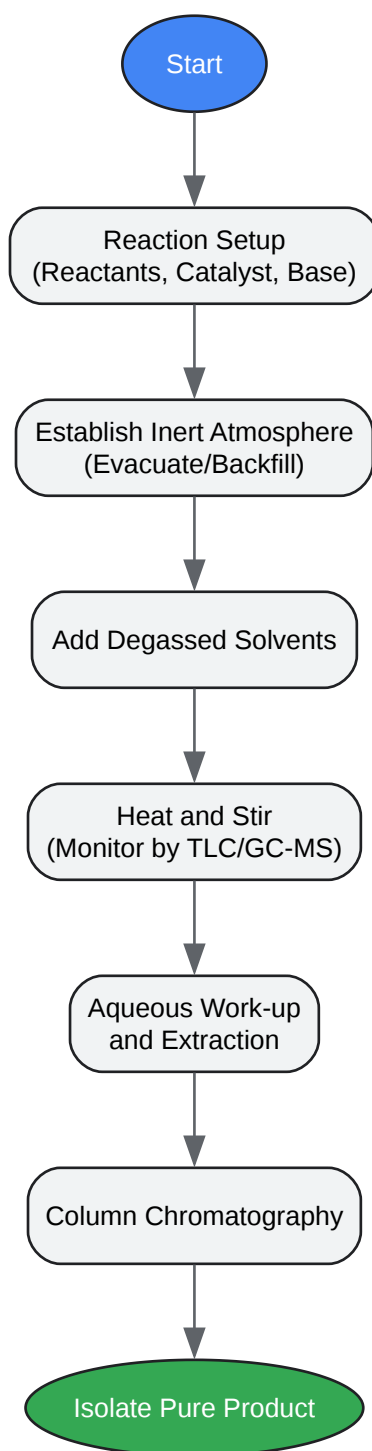 Start
Reaction Setup
(Reactants, Catalyst, Base)
Establish Inert Atmosphere
(Evacuate/Backfill)
Add Degassed Solvents
Heat and Stir
(Monitor by TLC/GC-MS)
Aqueous Work-up
and Extraction
Column Chromatography
Isolate Pure Product